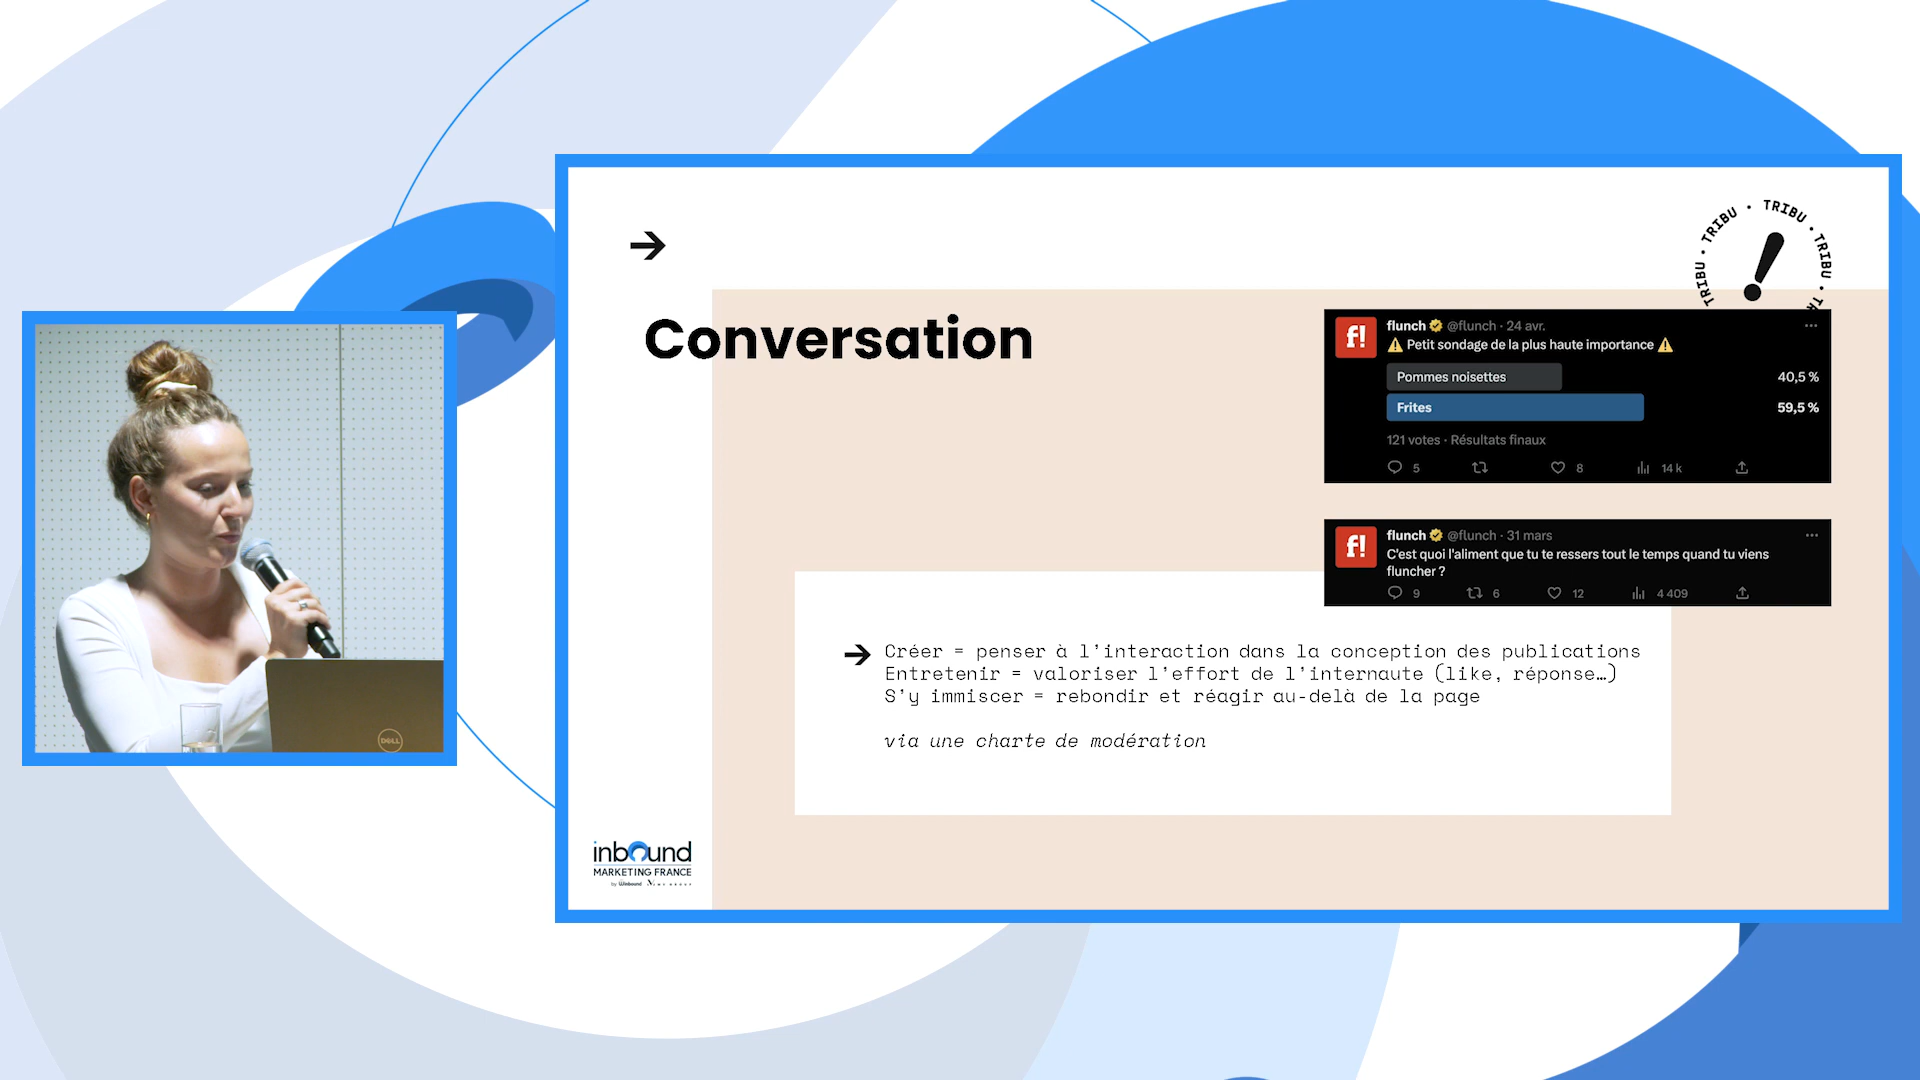 TRIBU • TRIBU • TRIBU • TRIBU •
Conversation
flunch @flunch · 24 avr.
⚠️ Petit sondage de la plus haute importance ⚠️
Pommes noisettes 40,5 %
Frites 59,5 %
121 votes · Résultats finaux
5 8 14 k
flunch @flunch · 31 mars
C'est quoi l'aliment que tu te ressers tout le temps quand tu viens
fluncher ?
9 6 12 4 409
f!
f!
Créer = penser à l'interaction dans la conception des publications
Entretenir = valoriser l'effort de l'internaute (like, réponse…)
S'y immiscer = rebondir et réagir au-delà de la page
via une charte de modération
DELL
inbound
MARKETING FRANCE
by Winbound